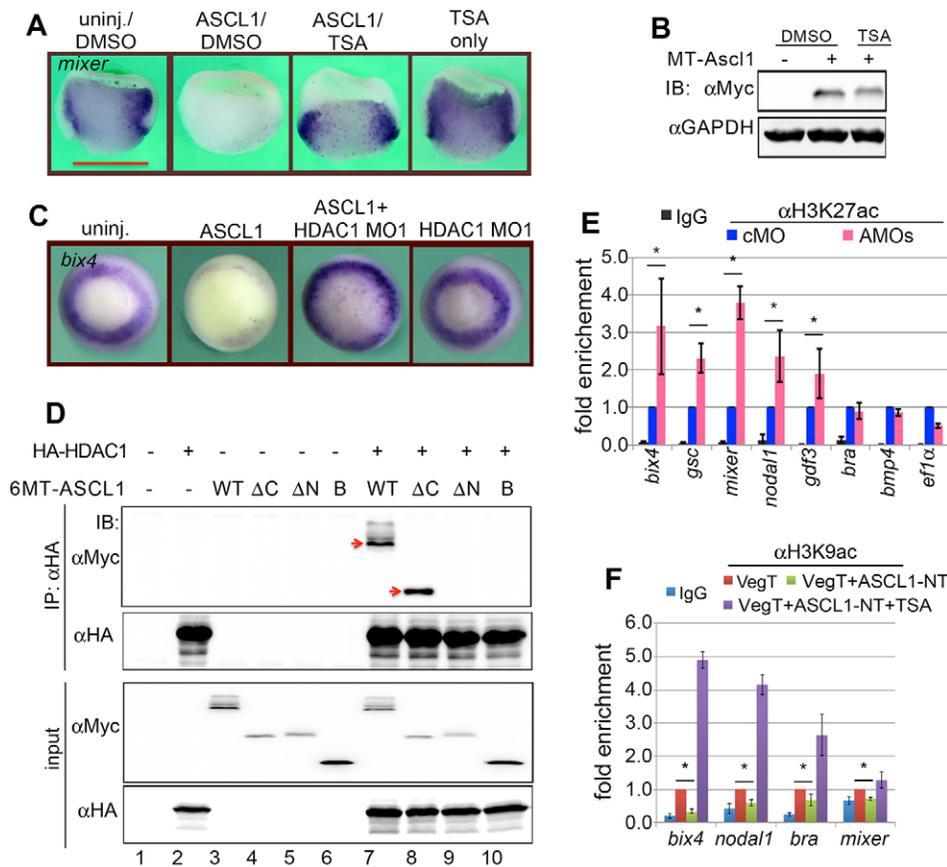 A
uninj./
DMSO
ASCL1/
DMSO
ASCL1/
TSA
TSA
only
mixer
B
DMSO TSA
MT-Ascl1 - + +
IB: αMyc
αGAPDH
C
uninj.
ASCL1
ASCL1+
HDAC1 MO1
HDAC1 MO1
bix4
D
HA-HDAC1 - + - - - - + + + +
6MT-ASCL1 - - WT ΔC ΔN B WT ΔC ΔN B
IP: αHA
IB:
αMyc
αHA
input
αMyc
αHA
1 2 3 4 5 6 7 8 9 10
E
αH3K27ac
IgG
cMO AMOs
fold enrichement
5.0
4.0
3.0
2.0
1.0
0.0
* * * * *
bix4 gsc mixer nodal1 gdf3 bra bmp4 ef1α
F
αH3K9ac
IgG
VegT VegT+ASCL1-NT
VegT+ASCL1-NT+TSA
fold enrichment
6.0
5.0
4.0
3.0
2.0
1.0
0.0
* * * *
bix4 nodal1 bra mixer